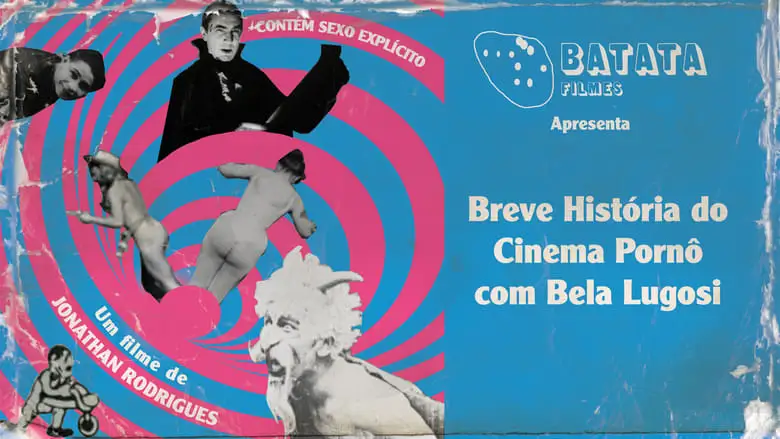 CONTÉM SEXO EXPLÍCITO
Um filme de
JONATHAN RODRIGUES
BATATA
FILMES
Apresenta
Breve História do
Cinema Pornô
com Bela Lugosi